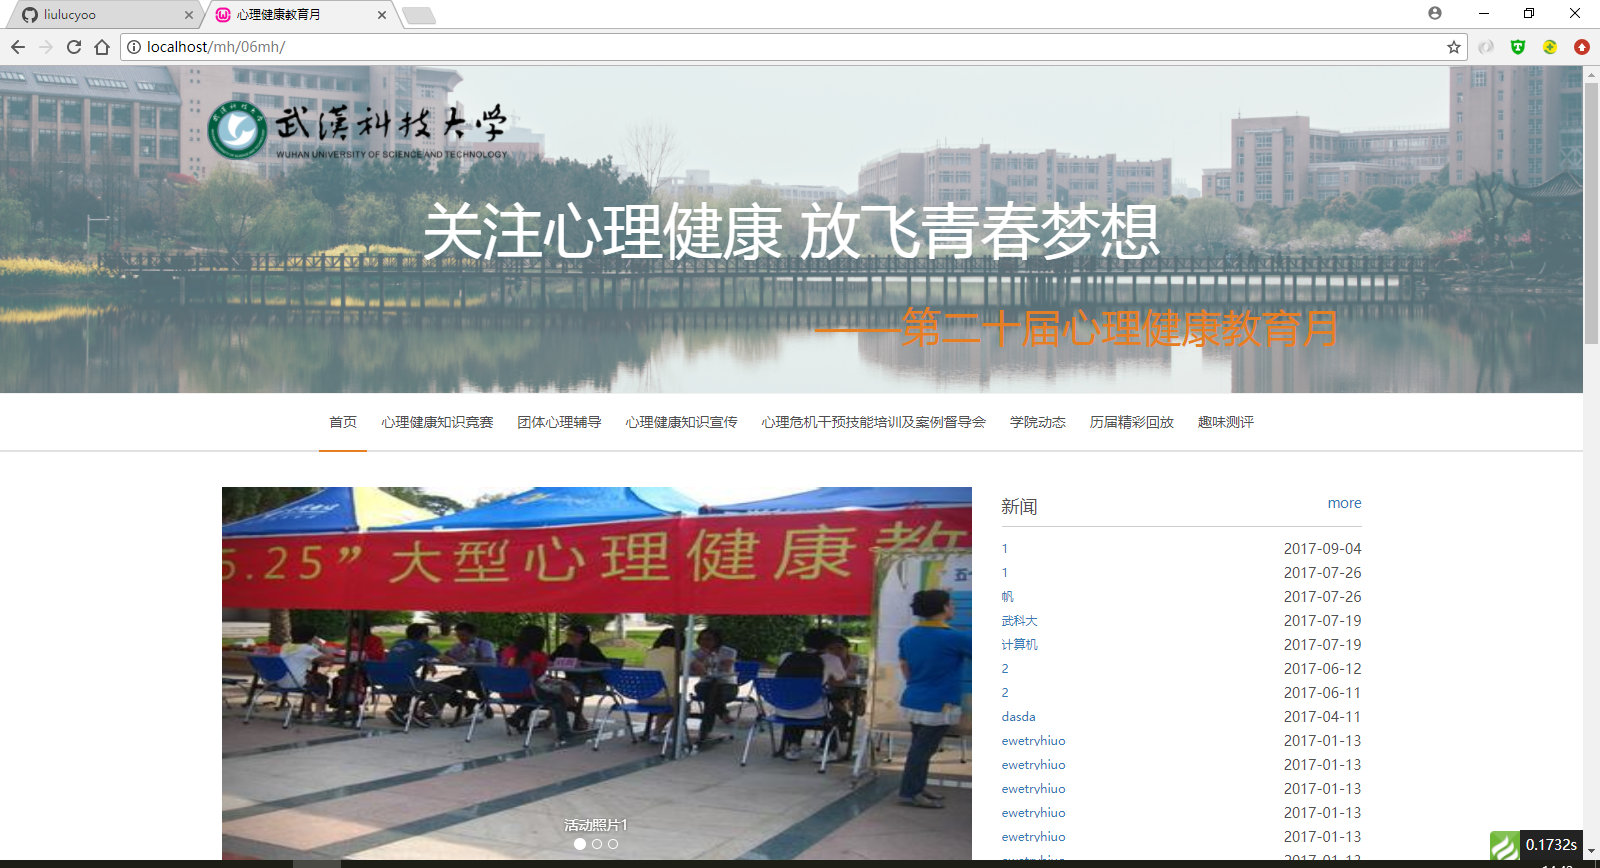 liulucyoo
心理健康教育月
localhost/mh/06mh/
武漢科技大学
WUHAN UNIVERSITY OF SCIENCE AND TECHNOLOGY
关注心理健康 放飞青春梦想
——第二十届心理健康教育月
首页 心理健康知识竞赛 团体心理辅导 心理健康知识宣传 心理危机干预技能培训及案例督导会 学院动态 历届精彩回放 趣味测评
5.25”大型心理健康教
五
活动照片1
新闻 more
1 2017-09-04
1 2017-07-26
帆 2017-07-26
武科大 2017-07-19
计算机 2017-07-19
2 2017-06-12
2 2017-06-11
dasda 2017-04-11
ewetryhiuo 2017-01-13
ewetryhiuo 2017-01-13
ewetryhiuo 2017-01-13
ewetryhiuo 2017-01-13
ewetryhiuo 2017-01-13
ewetryhiuo 2017-01-13
0.1732s